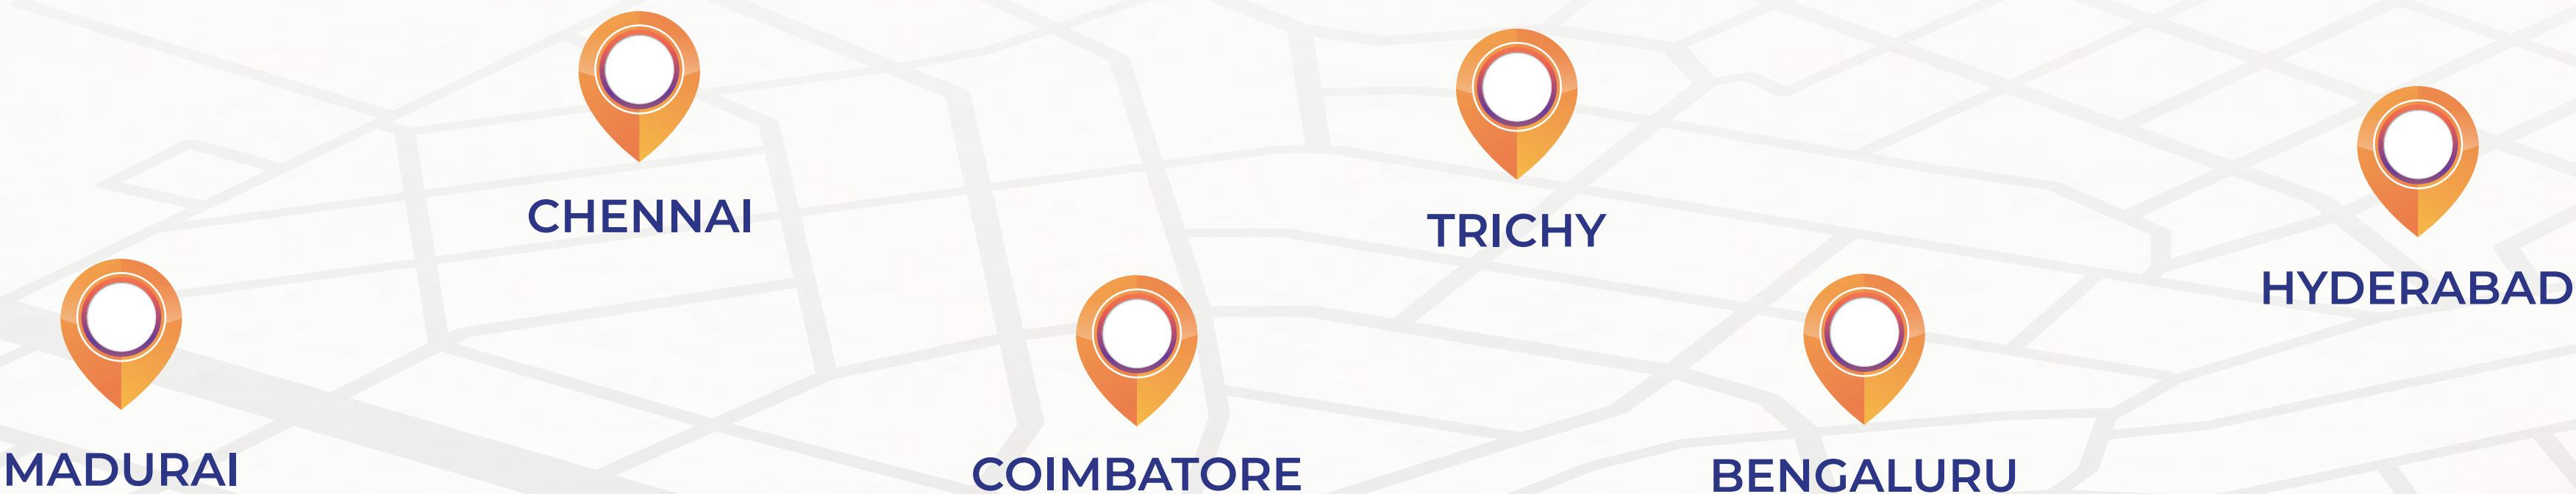 CHENNAI
TRICHY
HYDERABAD
MADURAI
COIMBATORE
BENGALURU